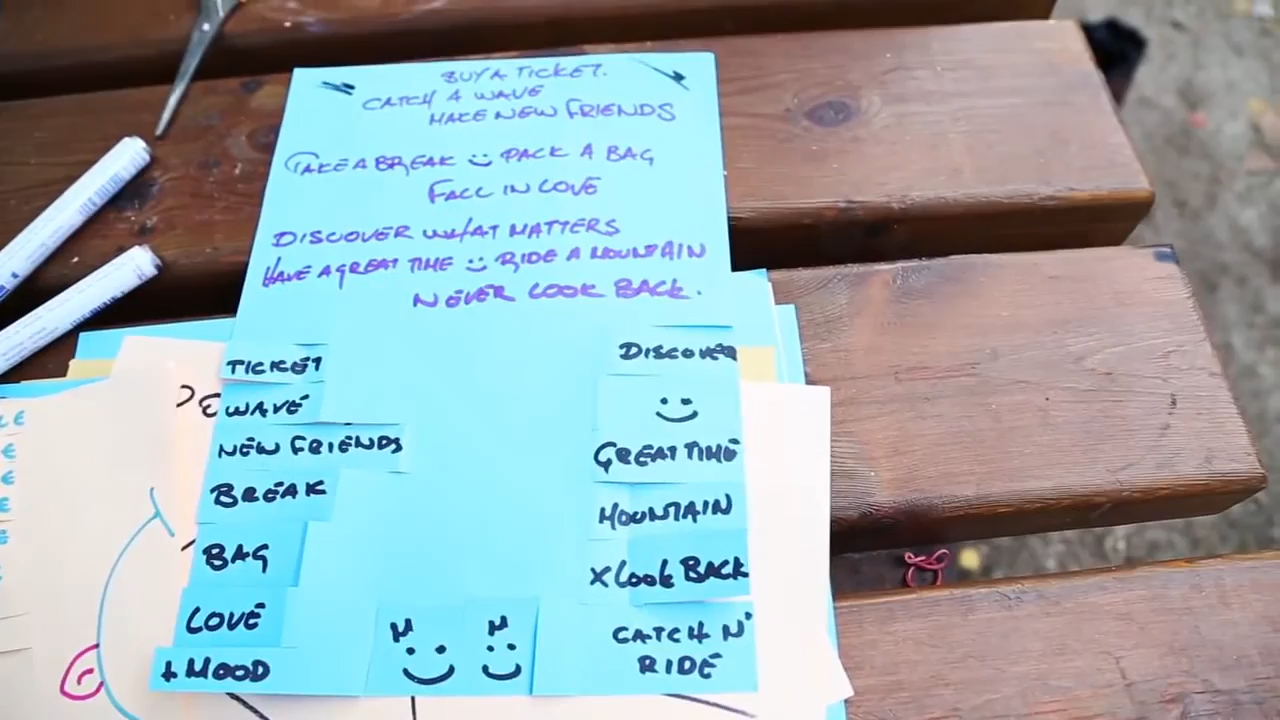 BUY A TICKET.
CATCH A WAVE
MAKE NEW FRIENDS
TAKE A BREAK :) PACK A BAG
FALL IN LOVE
DISCOVER WHAT MATTERS
HAVE A GREAT TIME :) RIDE A MOUNTAIN
NEVER LOOK BACK.
TICKET
WAVE
NEW FRIENDS
BREAK
BAG
LOVE
+ MOOD
DISCOVER
GREAT TIME
MOUNTAIN
X LOOK BACK
CATCH N'
RIDE